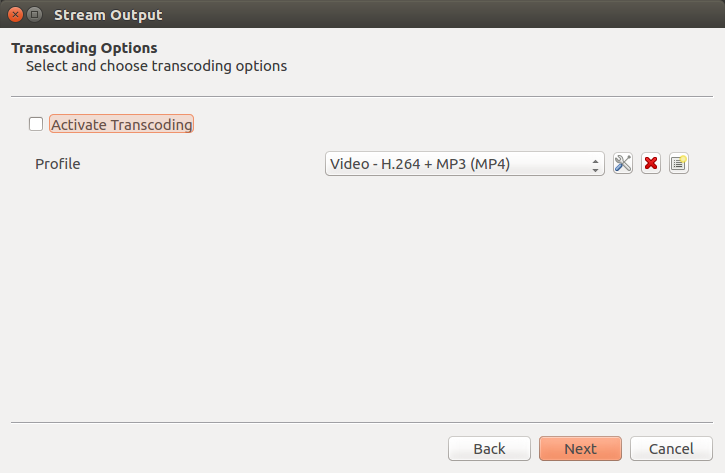 Stream Output
Transcoding Options
Select and choose transcoding options
Activate Transcoding
Profile
Video - H.264 + MP3 (MP4)
Back
Next
Cancel